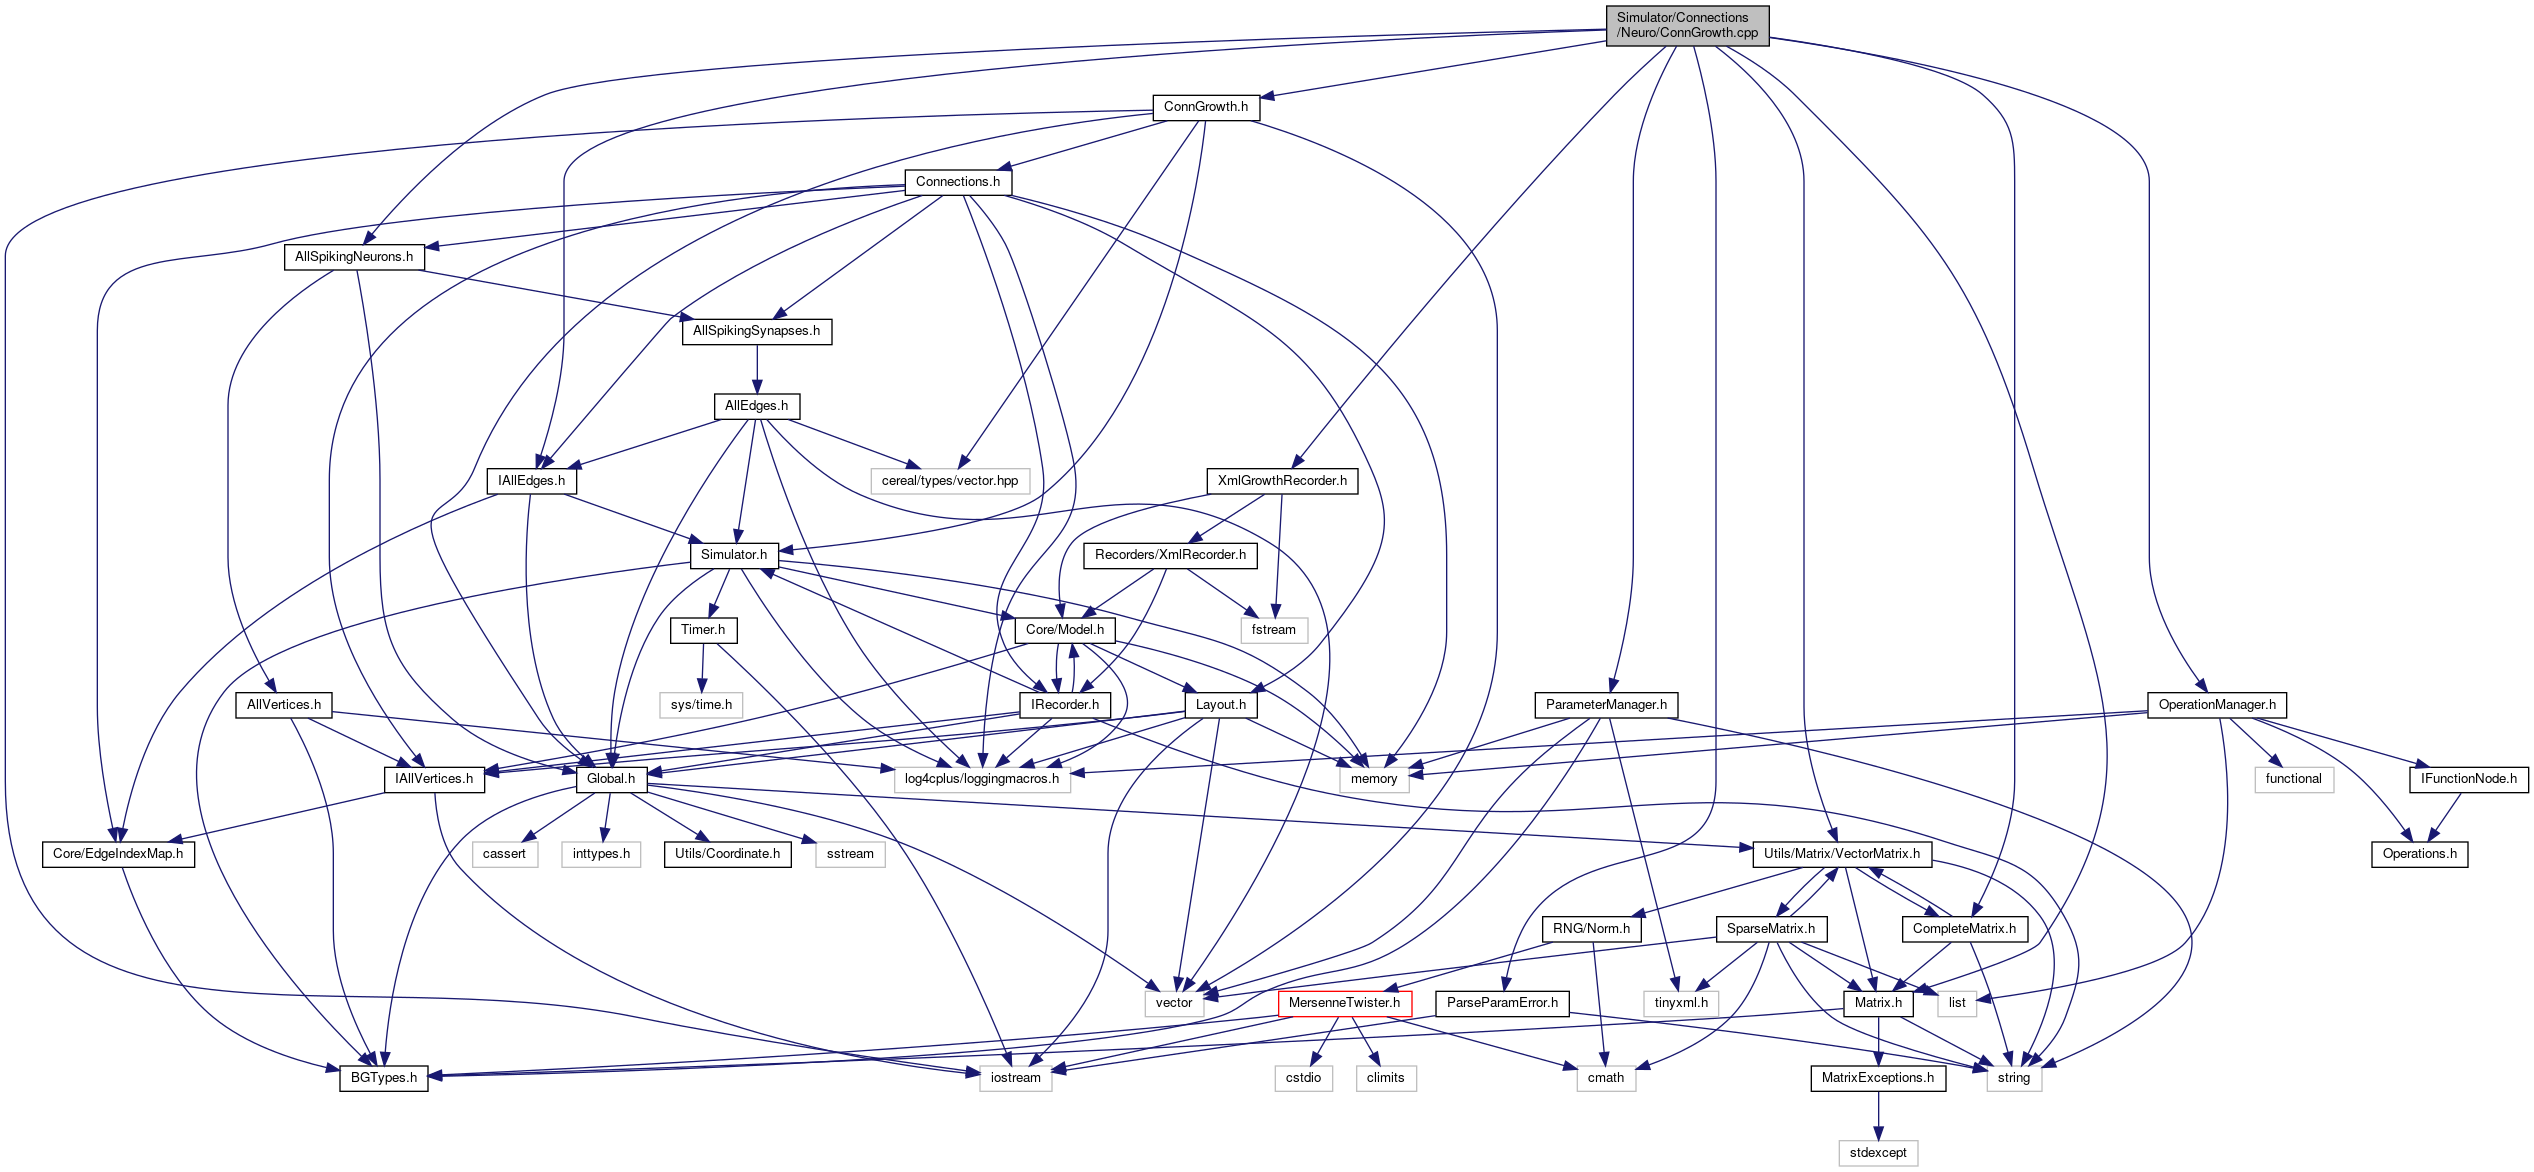 Simulator/Connections
/Neuro/ConnGrowth.cpp
ConnGrowth.h
Connections.h
AllSpikingNeurons.h
AllSpikingSynapses.h
AllEdges.h
IAllEdges.h
cereal/types/vector.hpp
XmlGrowthRecorder.h
Simulator.h
Recorders/XmlRecorder.h
Timer.h
Core/Model.h
fstream
AllVertices.h
sys/time.h
IRecorder.h
Layout.h
ParameterManager.h
OperationManager.h
IAllVertices.h
Global.h
log4cplus/loggingmacros.h
memory
functional
IFunctionNode.h
Core/EdgeIndexMap.h
cassert
inttypes.h
Utils/Coordinate.h
sstream
Utils/Matrix/VectorMatrix.h
Operations.h
RNG/Norm.h
SparseMatrix.h
CompleteMatrix.h
vector
MersenneTwister.h
ParseParamError.h
tinyxml.h
Matrix.h
list
BGTypes.h
iostream
cstdio
climits
cmath
MatrixExceptions.h
string
stdexcept